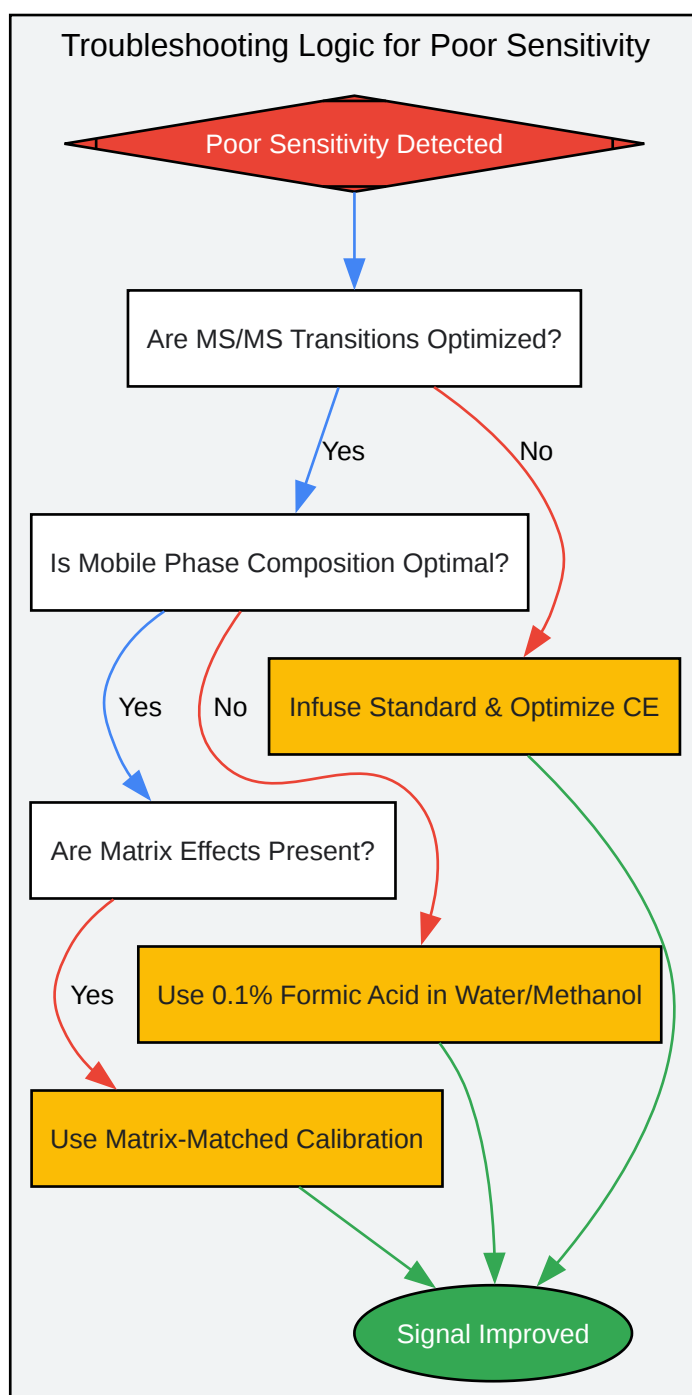 Troubleshooting Logic for Poor Sensitivity
Poor Sensitivity Detected
Are MS/MS Transitions Optimized?
Yes
No
Is Mobile Phase Composition Optimal?
Yes
No
Infuse Standard & Optimize CE
Are Matrix Effects Present?
Yes
Use 0.1% Formic Acid in Water/Methanol
Use Matrix-Matched Calibration
Signal Improved